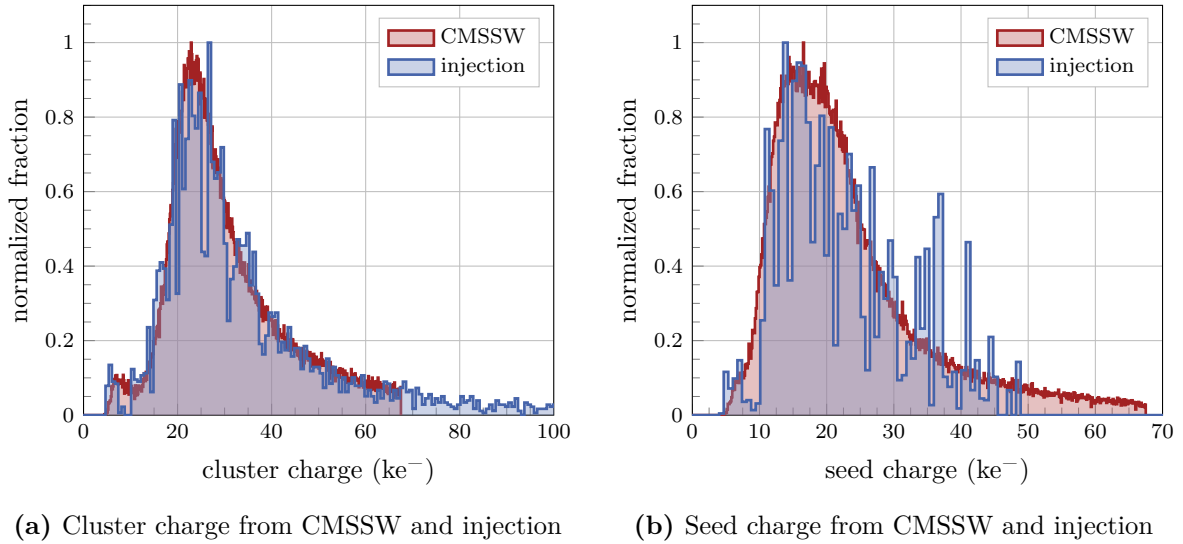 1
0.8
0.6
0.4
0.2
0
normalized fraction
0 20 40 60 80 100
cluster charge (ke⁻)
CMSSW
injection
(a) Cluster charge from CMSSW and injection
1
0.8
0.6
0.4
0.2
0
normalized fraction
0 10 20 30 40 50 60 70
seed charge (ke⁻)
CMSSW
injection
(b) Seed charge from CMSSW and injection